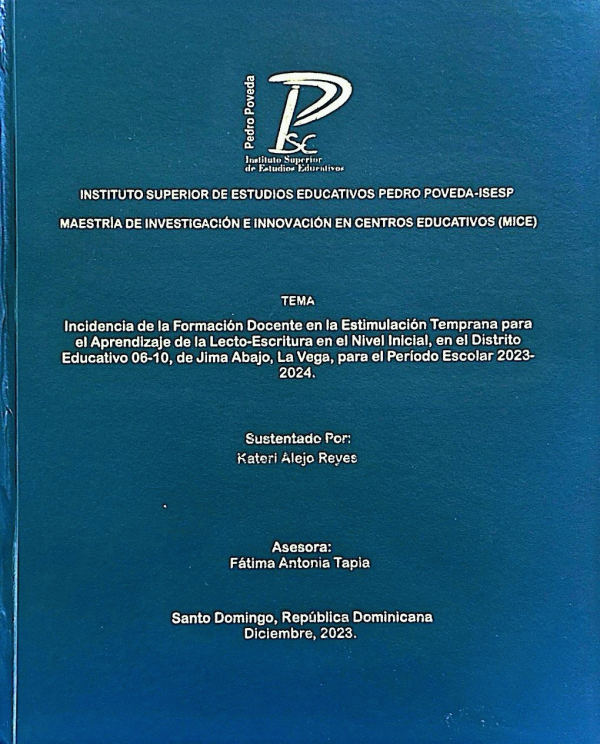 Pedro Poveda
ISE
Instituto Superior
de Estudios Educativos
INSTITUTO SUPERIOR DE ESTUDIOS EDUCATIVOS PEDRO POVEDA-ISESP
MAESTRÍA DE INVESTIGACIÓN E INNOVACIÓN EN CENTROS EDUCATIVOS (MICE)
TEMA
Incidencia de la Formación Docente en la Estimulación Temprana para
el Aprendizaje de la Lecto-Escritura en el Nivel Inicial, en el Distrito
Educativo 06-10, de Jima Abajo, La Vega, para el Período Escolar 2023-
2024.
Sustentado Por:
Kateri Alejo Reyes
Asesora:
Fátima Antonia Tapia
Santo Domingo, República Dominicana
Diciembre, 2023.